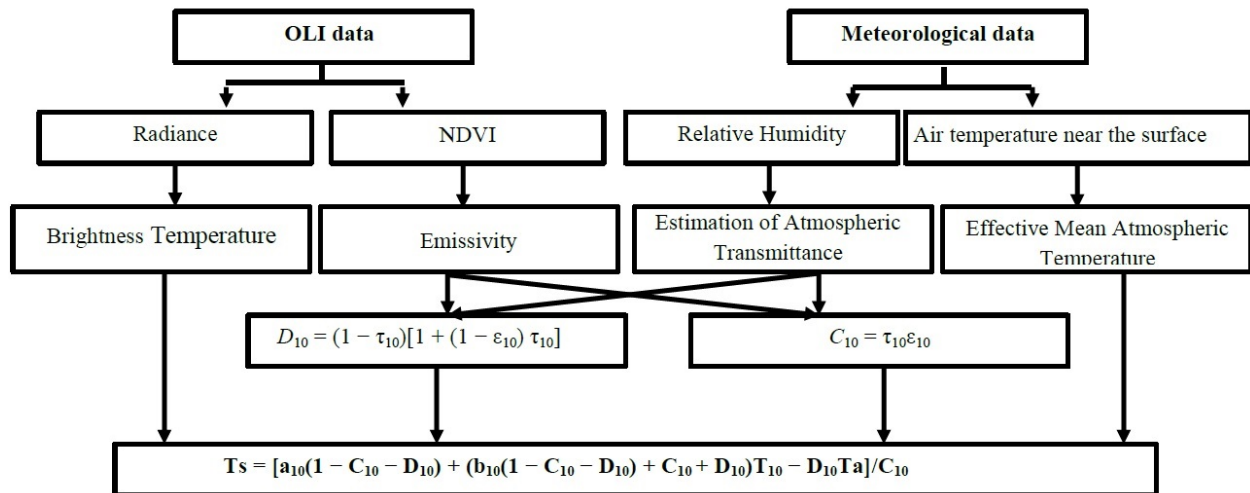 OLI data
Meteorological data
Radiance
NDVI
Relative Humidity
Air temperature near the surface
Brightness Temperature
Emissivity
Estimation of Atmospheric
Transmittance
Effective Mean Atmospheric
Temperature
D₁₀ = (1 − τ₁₀)[1 + (1 − ε₁₀) τ₁₀]
C₁₀ = τ₁₀ε₁₀
Ts = [a₁₀(1 − C₁₀ − D₁₀) + (b₁₀(1 − C₁₀ − D₁₀) + C₁₀ + D₁₀)T₁₀ − D₁₀Ta]/C₁₀